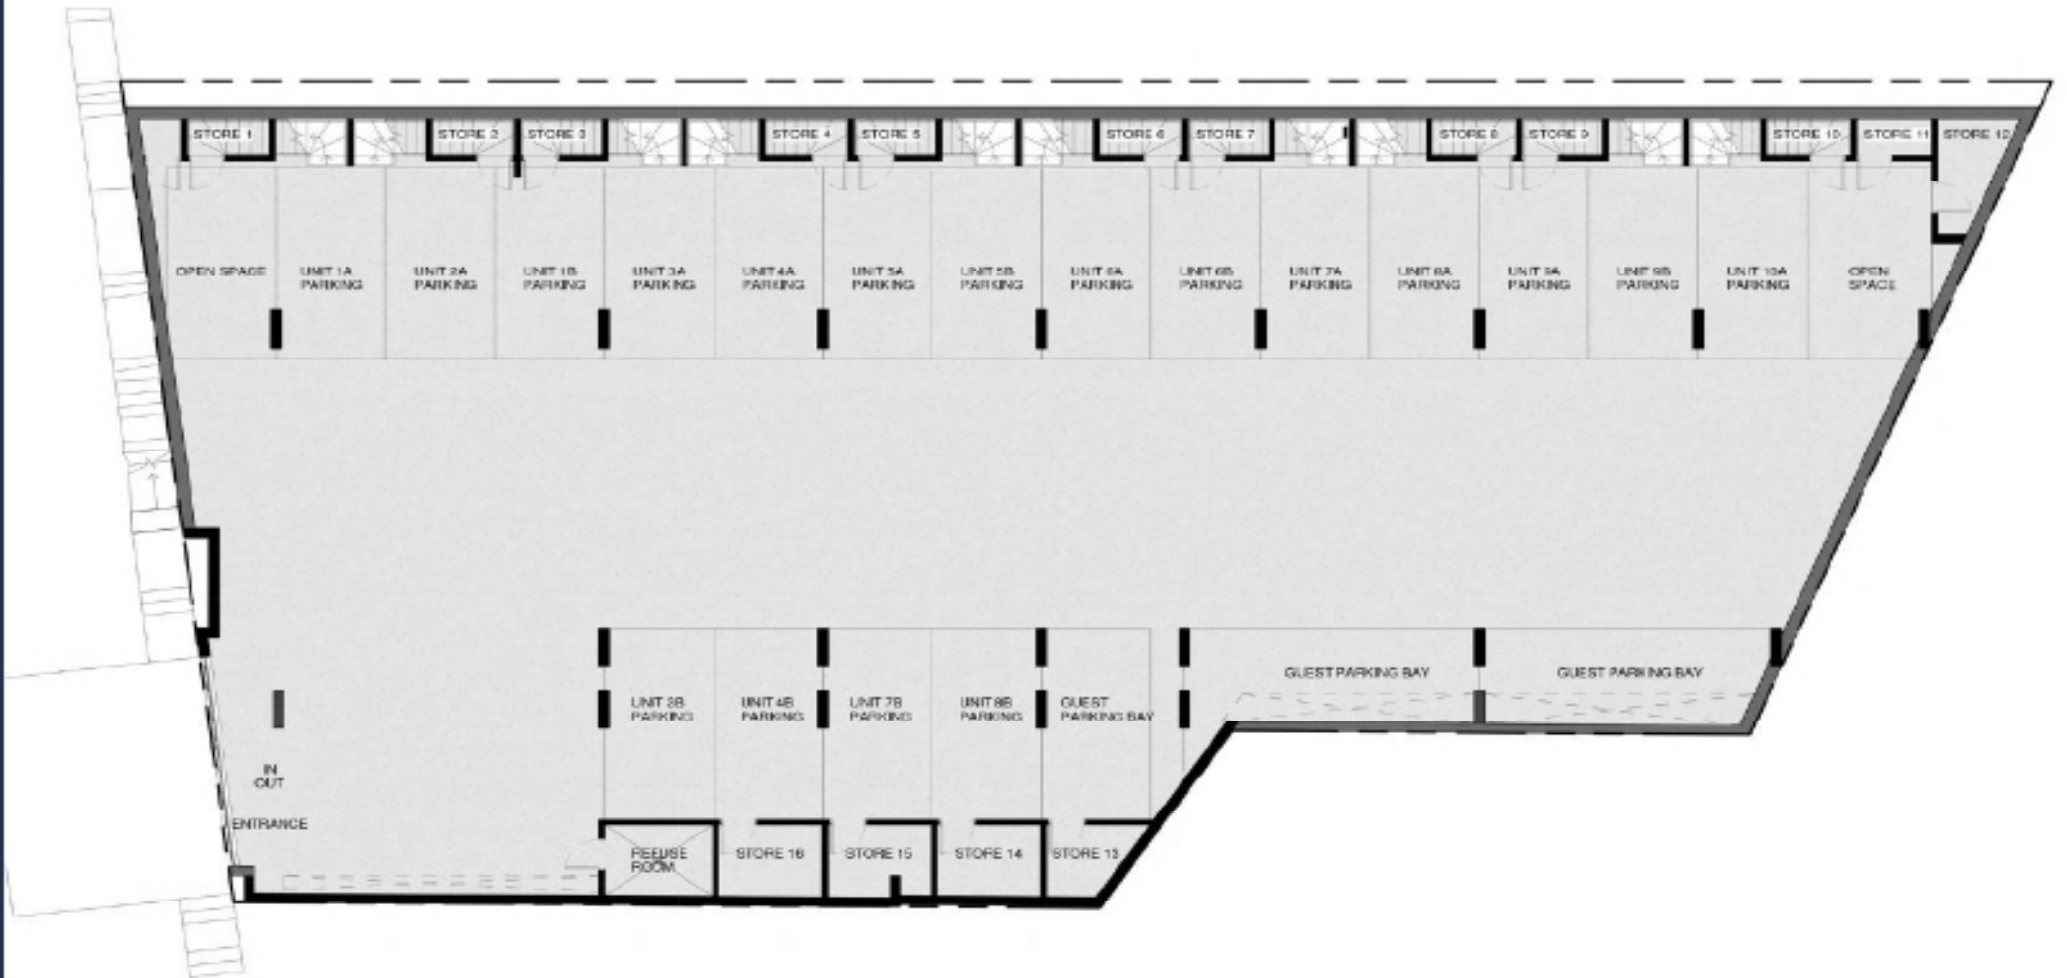 STORE 1
STORE 2
STORE 3
STORE 4
STORE 5
STORE 6
STORE 7
STORE 8
STORE 9
STORE 10
STORE 11
STORE 12
OPEN SPACE
UNIT 1A
PARKING
UNIT 2A
PARKING
UNIT 1B
PARKING
UNIT 3A
PARKING
UNIT 4A
PARKING
UNIT 5A
PARKING
UNIT 5B
PARKING
UNIT 6A
PARKING
UNIT 6B
PARKING
UNIT 7A
PARKING
UNIT 8A
PARKING
UNIT 9A
PARKING
UNIT 9B
PARKING
UNIT 10A
PARKING
OPEN
SPACE
GUEST PARKING BAY
GUEST PARKING BAY
UNIT 3B
PARKING
UNIT 4B
PARKING
UNIT 7B
PARKING
UNIT 8B
PARKING
GUEST
PARKING BAY
IN
OUT
ENTRANCE
REFUSE
ROOM
STORE 16
STORE 15
STORE 14
STORE 13